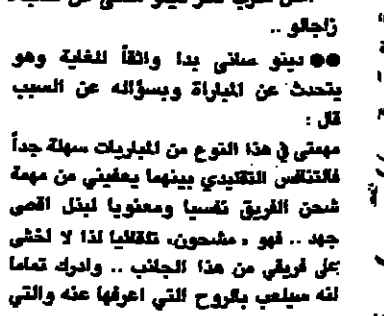 زاجالو ..
●● دينو ساني بدا واثقاً للغاية وهو
يتحدث عن المباراة وبسؤاله عن السبب
قال :
مهمتي في هذا النوع من المباريات سهلة جداً
فالتنافس التقليدي بينهما يعفيني من مهمة
شحن الفريق نفسيا ومعنويا لبذل اقصى
جهد .. فهو « مشحون» تلقائيا لذا لا اخشى
على فريقي من هذا الجانب .. وادرك تماما
انه سيلعب بالروح التي اعرفها عنه والتي